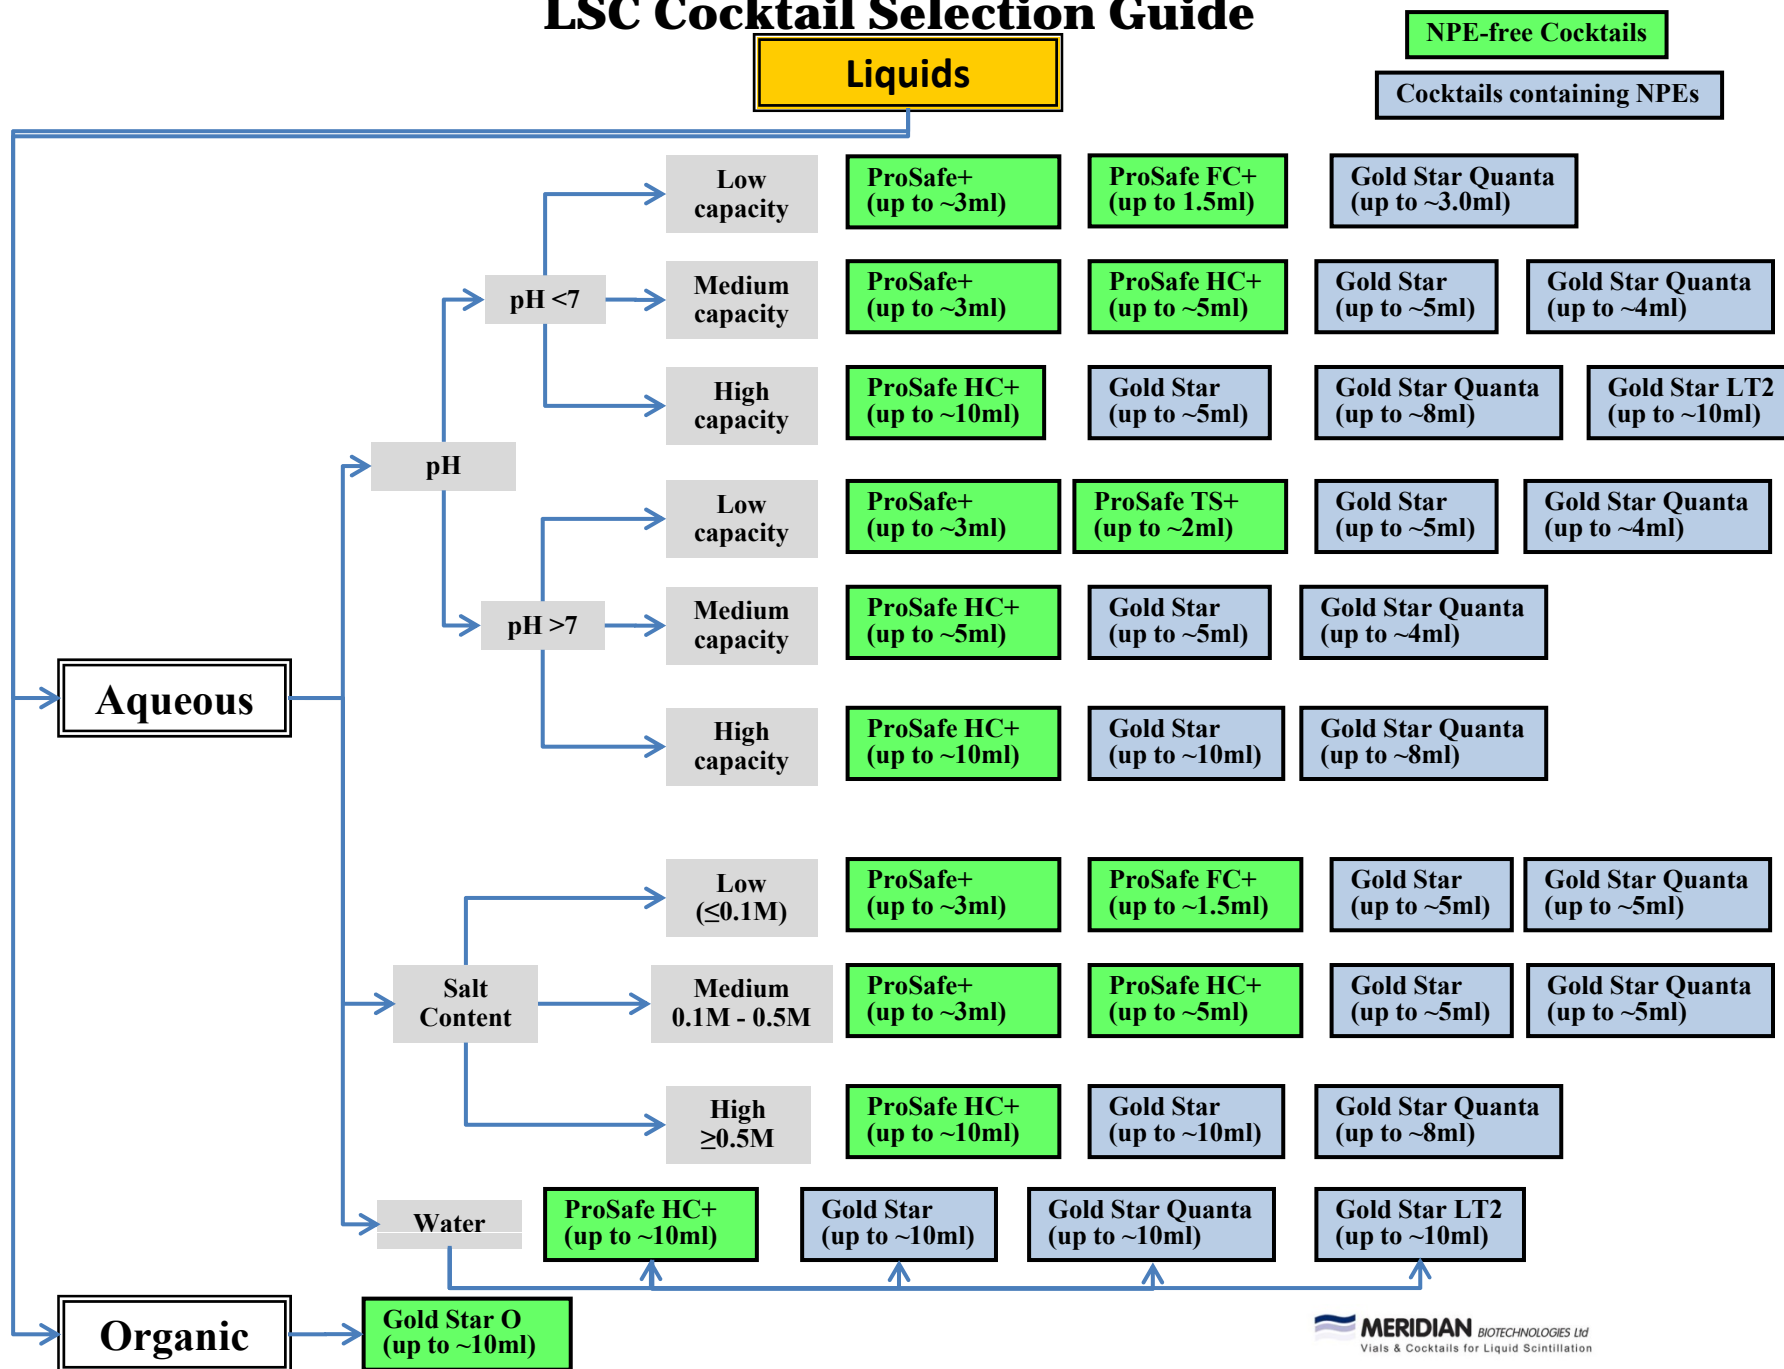 LSC Cocktail Selection Guide
Liquids
NPE-free Cocktails
Cocktails containing NPEs
Low
capacity
ProSafe+
(up to ~3ml)
ProSafe FC+
(up to 1.5ml)
Gold Star Quanta
(up to ~3.0ml)
pH <7
Medium
capacity
ProSafe+
(up to ~3ml)
ProSafe HC+
(up to ~5ml)
Gold Star
(up to ~5ml)
Gold Star Quanta
(up to ~4ml)
High
capacity
ProSafe HC+
(up to ~10ml)
Gold Star
(up to ~5ml)
Gold Star Quanta
(up to ~8ml)
Gold Star LT2
(up to ~10ml)
pH
Low
capacity
ProSafe+
(up to ~3ml)
ProSafe TS+
(up to ~2ml)
Gold Star
(up to ~5ml)
Gold Star Quanta
(up to ~4ml)
pH >7
Medium
capacity
ProSafe HC+
(up to ~5ml)
Gold Star
(up to ~5ml)
Gold Star Quanta
(up to ~4ml)
Aqueous
High
capacity
ProSafe HC+
(up to ~10ml)
Gold Star
(up to ~10ml)
Gold Star Quanta
(up to ~8ml)
Low
(≤0.1M)
ProSafe+
(up to ~3ml)
ProSafe FC+
(up to ~1.5ml)
Gold Star
(up to ~5ml)
Gold Star Quanta
(up to ~5ml)
Salt
Content
Medium
0.1M - 0.5M
ProSafe+
(up to ~3ml)
ProSafe HC+
(up to ~5ml)
Gold Star
(up to ~5ml)
Gold Star Quanta
(up to ~5ml)
High
≥0.5M
ProSafe HC+
(up to ~10ml)
Gold Star
(up to ~10ml)
Gold Star Quanta
(up to ~8ml)
Water
ProSafe HC+
(up to ~10ml)
Gold Star
(up to ~10ml)
Gold Star Quanta
(up to ~10ml)
Gold Star LT2
(up to ~10ml)
Organic
Gold Star O
(up to ~10ml)
MERIDIAN BIOTECHNOLOGIES Ltd
Vials & Cocktails for Liquid Scintillation